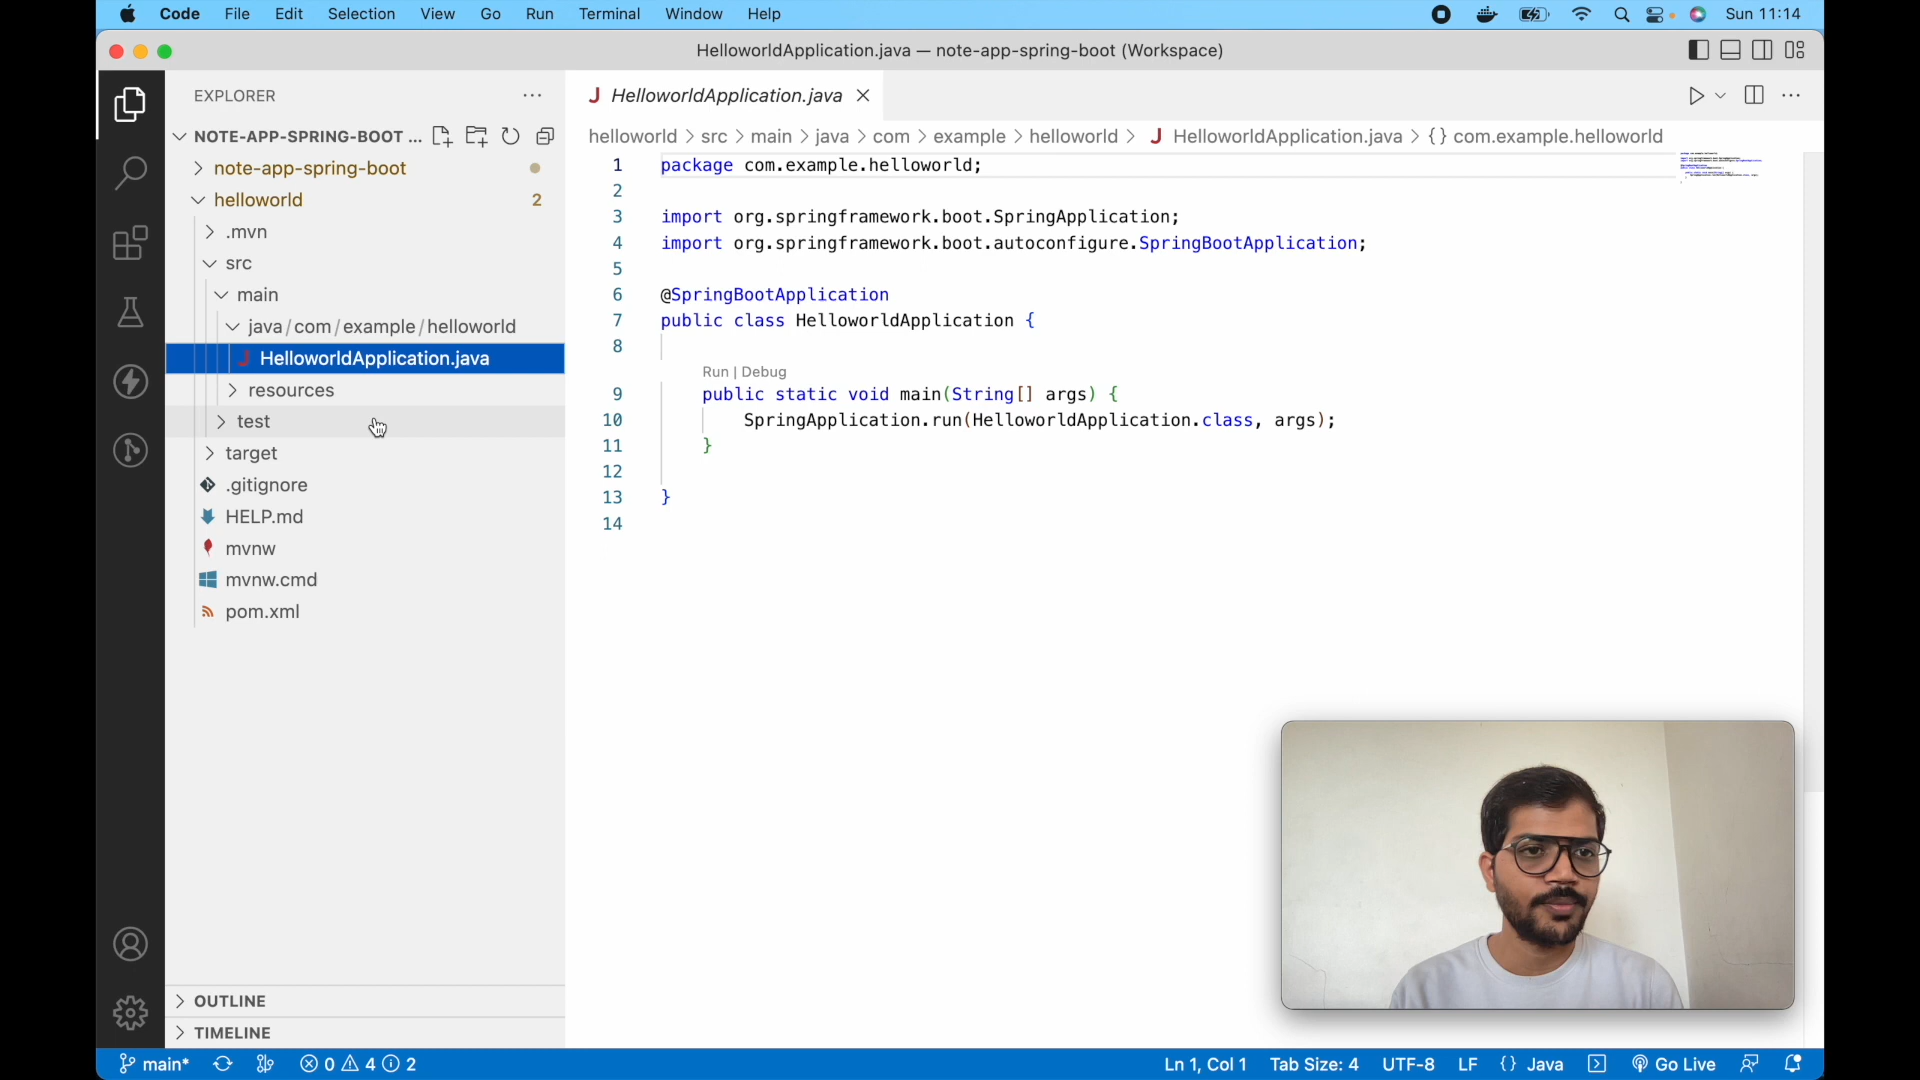 Code File Edit Selection View Go Run Terminal Window Help Sun 11:14
HelloworldApplication.java — note-app-spring-boot (Workspace)
EXPLORER
NOTE-APP-SPRING-BOOT ...
note-app-spring-boot
helloworld 2
.mvn
src
main
java/com/example/helloworld
J HelloworldApplication.java
resources
test
target
.gitignore
HELP.md
mvnw
mvnw.cmd
pom.xml
OUTLINE
TIMELINE
J HelloworldApplication.java
helloworld > src > main > java > com > example > helloworld > J HelloworldApplication.java > {} com.example.helloworld
1 package com.example.helloworld;
2
3 import org.springframework.boot.SpringApplication;
4 import org.springframework.boot.autoconfigure.SpringBootApplication;
5
6 @SpringBootApplication
7 public class HelloworldApplication {
8
Run | Debug
9 public static void main(String[] args) {
10 SpringApplication.run(HelloworldApplication.class, args);
11 }
12
13 }
14
main* 0 4 2 Ln 1, Col 1 Tab Size: 4 UTF-8 LF {} Java Go Live